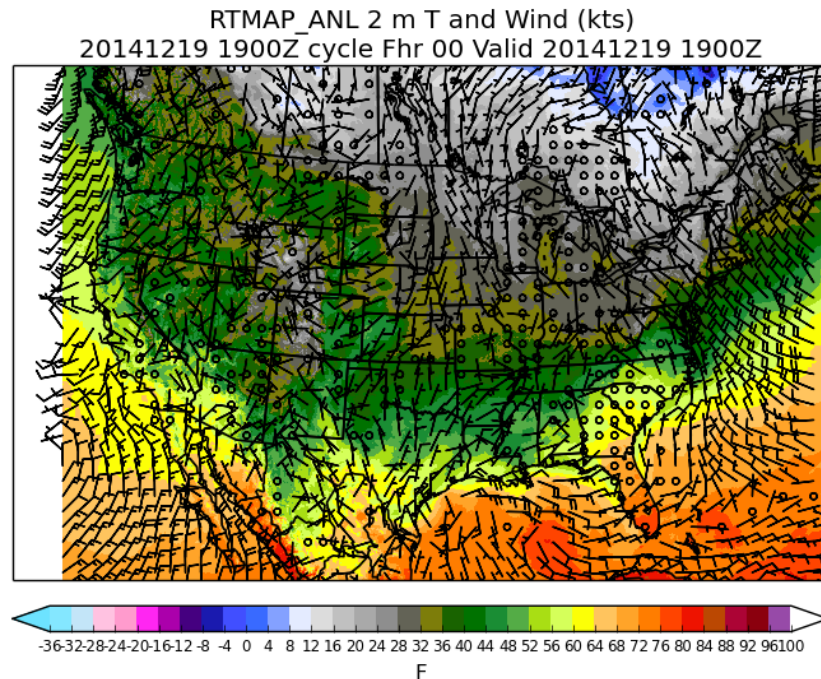 RTMAP_ANL 2 m T and Wind (kts)
20141219 1900Z cycle Fhr 00 Valid 20141219 1900Z
-36-32-28-24-20-16-12 -8 -4 0 4 8 12 16 20 24 28 32 36 40 44 48 52 56 60 64 68 72 76 80 84 88 92 96100
F